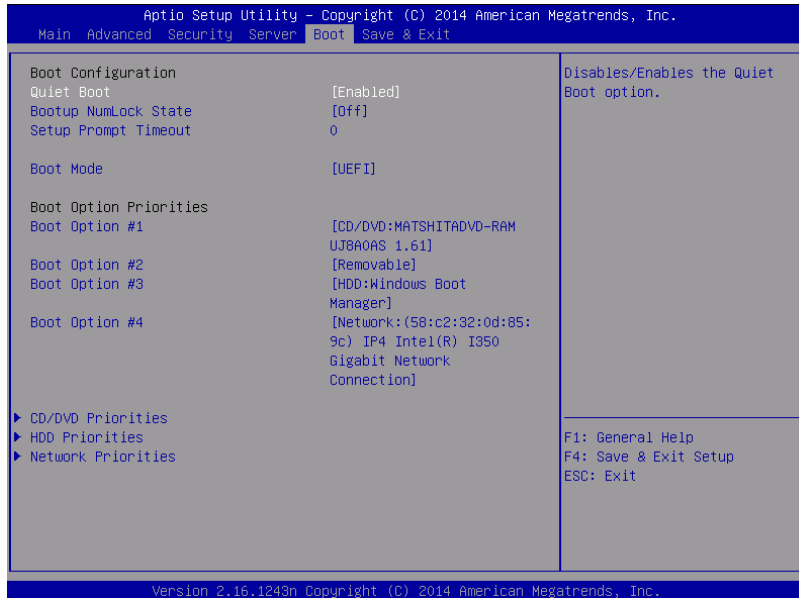 Aptio Setup Utility – Copyright (C) 2014 American Megatrends, Inc.
Main Advanced Security Server Boot Save & Exit
Boot Configuration
Quiet Boot [Enabled]
Bootup NumLock State [Off]
Setup Prompt Timeout 0
Boot Mode [UEFI]
Boot Option Priorities
Boot Option #1 [CD/DVD:MATSHITADVD-RAM
UJ8A0AS 1.61]
Boot Option #2 [Removable]
Boot Option #3 [HDD:Windows Boot
Manager]
Boot Option #4 [Network:(58:c2:32:0d:85:
9c) IP4 Intel(R) I350
Gigabit Network
Connection]
CD/DVD Priorities
HDD Priorities
Network Priorities
Disables/Enables the Quiet
Boot option.
F1: General Help
F4: Save & Exit Setup
ESC: Exit
Version 2.16.1243n Copyright (C) 2014 American Megatrends, Inc.